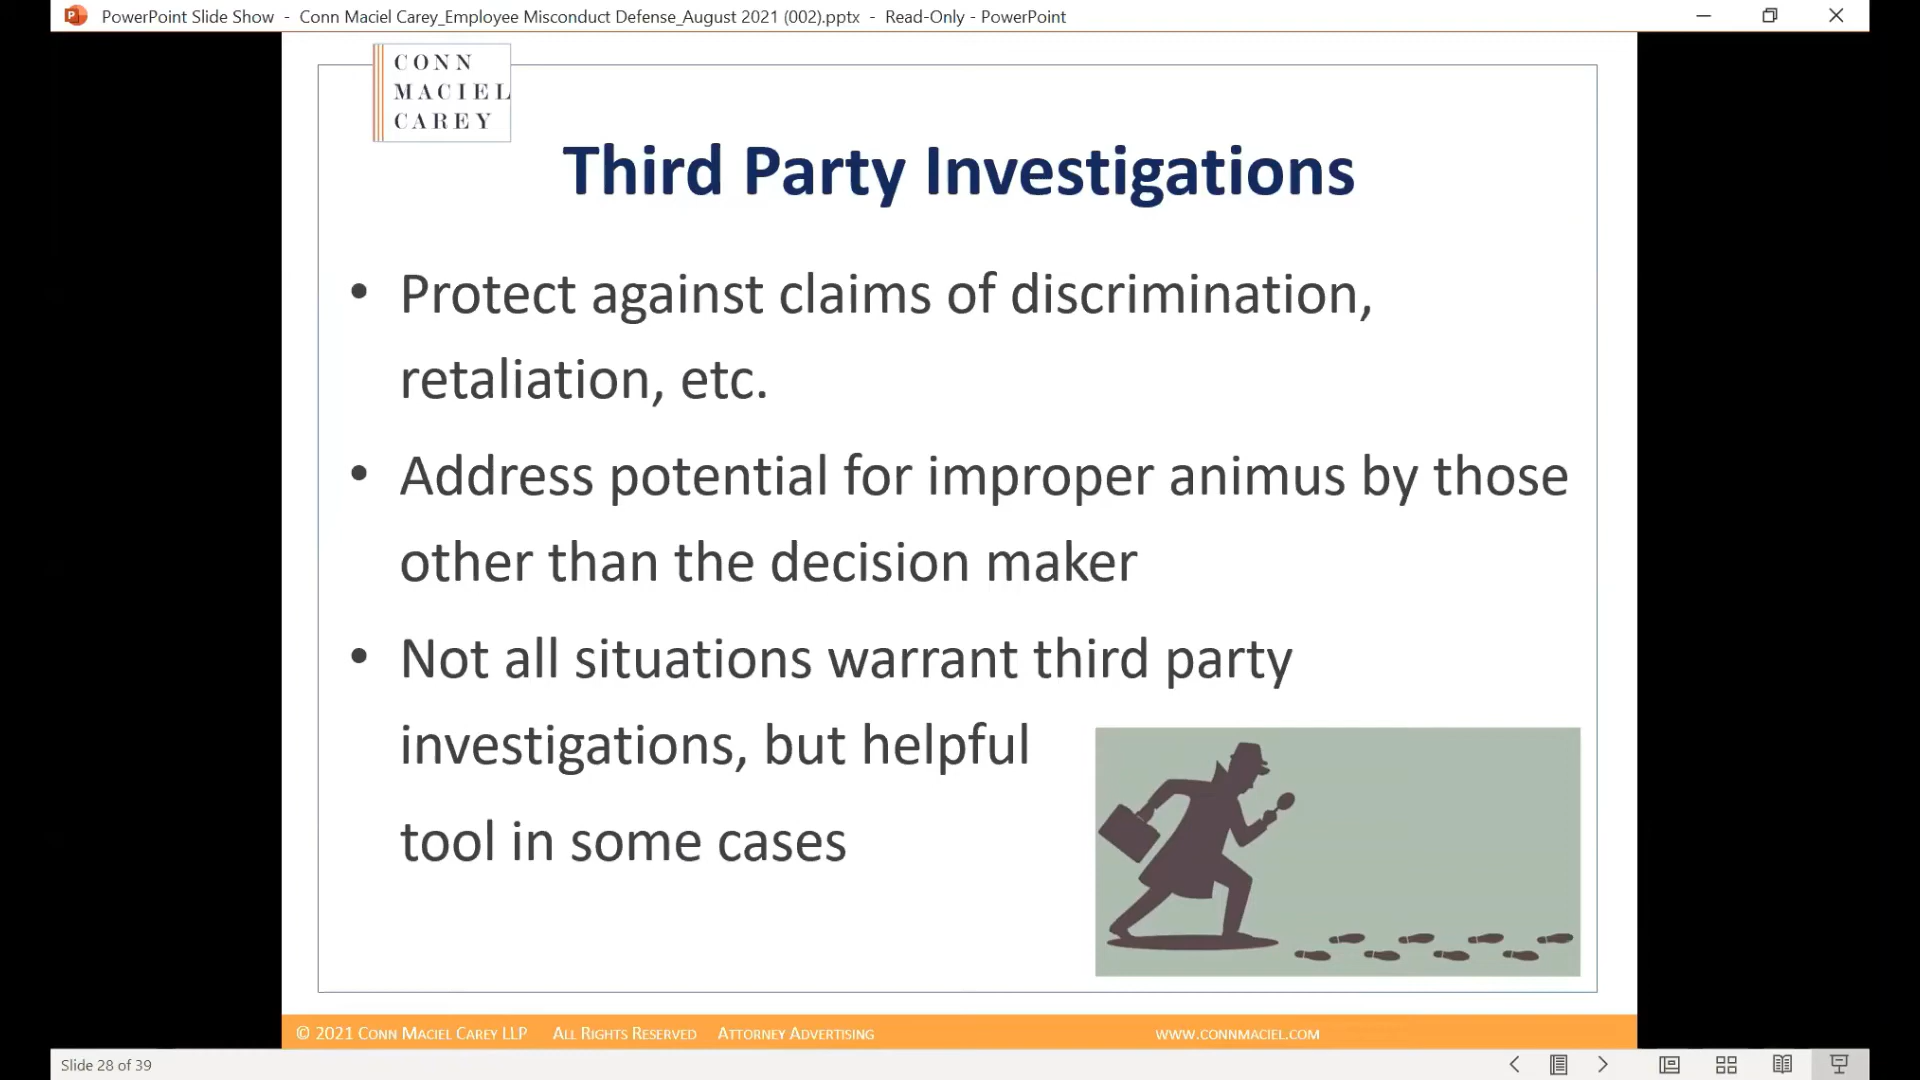 PowerPoint Slide Show - Conn Maciel Carey_Employee Misconduct Defense_August 2021 (002).pptx - Read-Only - PowerPoint
CONN
MACIEL
CAREY
Third Party Investigations
• Protect against claims of discrimination,
retaliation, etc.
• Address potential for improper animus by those
other than the decision maker
• Not all situations warrant third party
investigations, but helpful
tool in some cases
© 2021 CONN MACIEL CAREY LLP ALL RIGHTS RESERVED ATTORNEY ADVERTISING WWW.CONNMACIEL.COM
Slide 28 of 39